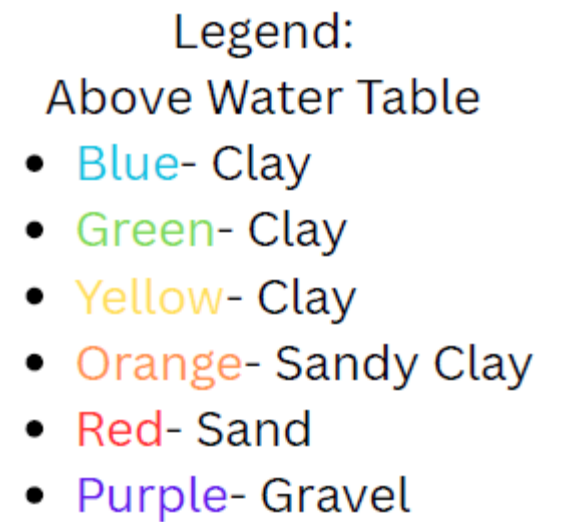 Legend:
Above Water Table
• Blue- Clay
• Green- Clay
• Yellow- Clay
• Orange- Sandy Clay
• Red- Sand
• Purple- Gravel